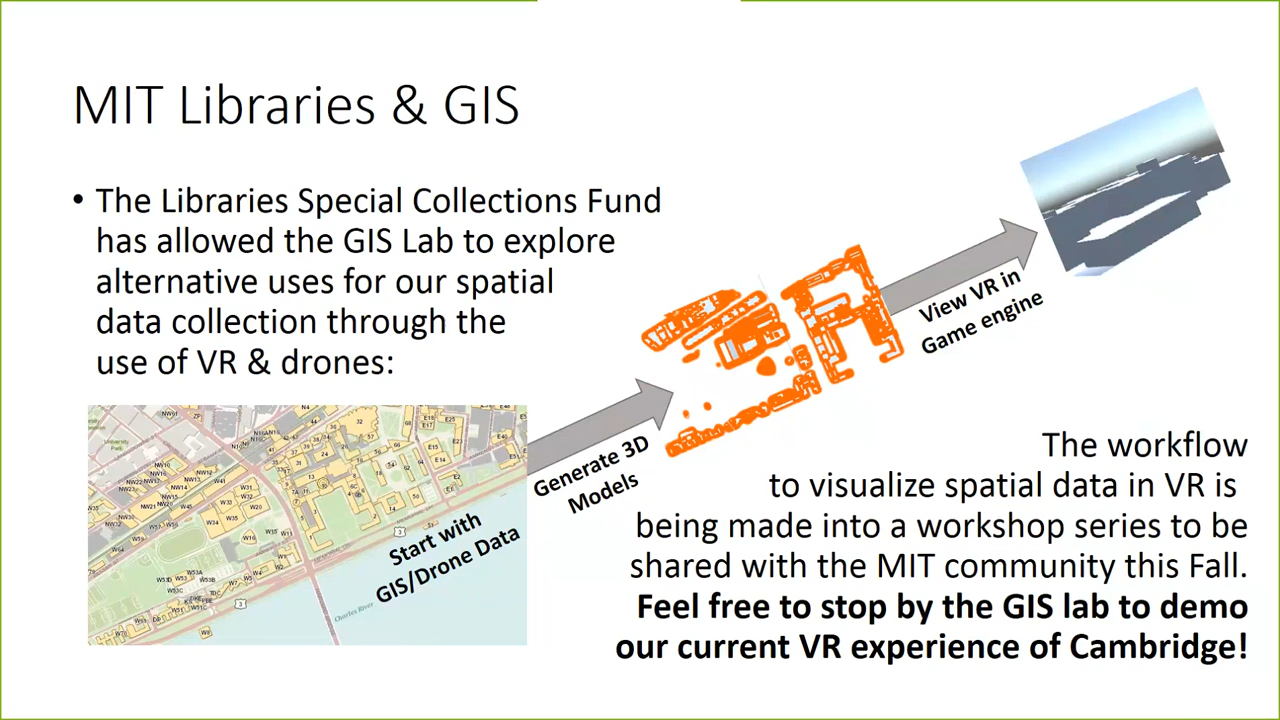 MIT Libraries & GIS
• The Libraries Special Collections Fund
has allowed the GIS Lab to explore
alternative uses for our spatial
data collection through the
use of VR & drones:
Start with
GIS/Drone Data
Generate 3D
Models
View VR in
Game engine
Charles River
The workflow
to visualize spatial data in VR is
being made into a workshop series to be
shared with the MIT community this Fall.
Feel free to stop by the GIS lab to demo
our current VR experience of Cambridge!